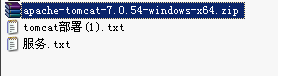 apache-tomcat-7.0.54-windows-x64.zip
tomcat部署(1).txt
服务.txt